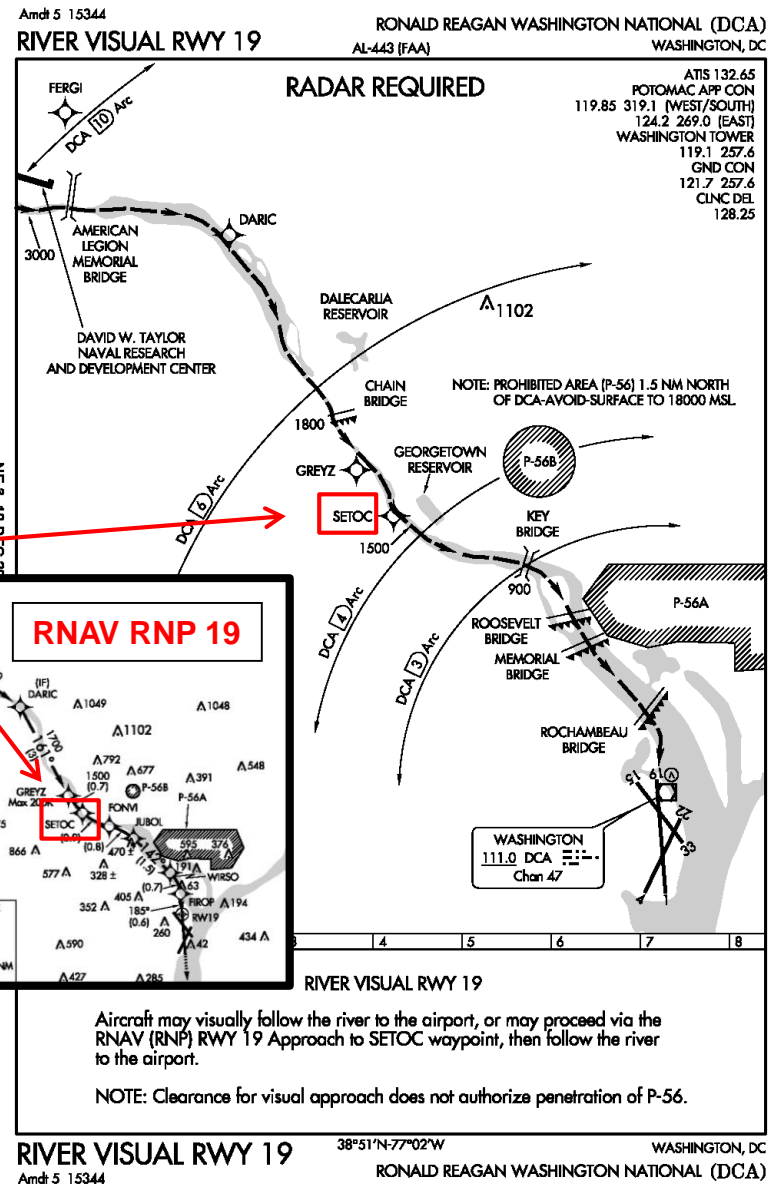 Amdt 5 15344
RIVER VISUAL RWY 19
AL-443 (FAA)
RONALD REAGAN WASHINGTON NATIONAL (DCA)
WASHINGTON, DC
RADAR REQUIRED
ATIS 132.65
POTOMAC APP CON
119.85 319.1 (WEST/SOUTH)
124.2 269.0 (EAST)
WASHINGTON TOWER
119.1 257.6
GND CON
121.7 257.6
CLNC DEL
128.25
FERGI
DCA 10 Arc
3000
AMERICAN
LEGION
MEMORIAL
BRIDGE
DARIC
DAVID W. TAYLOR
NAVAL RESEARCH
AND DEVELOPMENT CENTER
DALECARLIA
RESERVOIR
1102
CHAIN
BRIDGE
1800
NOTE: PROHIBITED AREA (P-56) 1.5 NM NORTH
OF DCA-AVOID-SURFACE TO 18000 MSL
GREYZ
GEORGETOWN
RESERVOIR
P-56B
DCA 6 Arc
SETOC
1500
KEY
BRIDGE
900
P-56A
DCA 4 Arc
DCA 3 Arc
ROOSEVELT
BRIDGE
MEMORIAL
BRIDGE
ROCHAMBEAU
BRIDGE
15
19
22
33
4
WASHINGTON
111.0 DCA
Chan 47
RNAV RNP 19
(IF)
DARIC
1049
1048
1102
1700
161°
(3)
792
1500
(0.7)
677
548
391
GREYZ
Max 200K
P-56B
P-56A
SETOC
FONVI
JUBOL
(0.8)
470 ±
595
376
866
142°
(1.5)
577
328 ±
191
WIRSO
(0.7)
63
405
FIROP
194
352
185°
(0.6)
RW19
260
42
434
590
NM
427
285
3 4 5 6 7 8
RIVER VISUAL RWY 19
Aircraft may visually follow the river to the airport, or may proceed via the
RNAV (RNP) RWY 19 Approach to SETOC waypoint, then follow the river
to the airport.
NOTE: Clearance for visual approach does not authorize penetration of P-56.
RIVER VISUAL RWY 19
Amdt 5 15344
38°51'N-77°02'W
WASHINGTON, DC
RONALD REAGAN WASHINGTON NATIONAL (DCA)